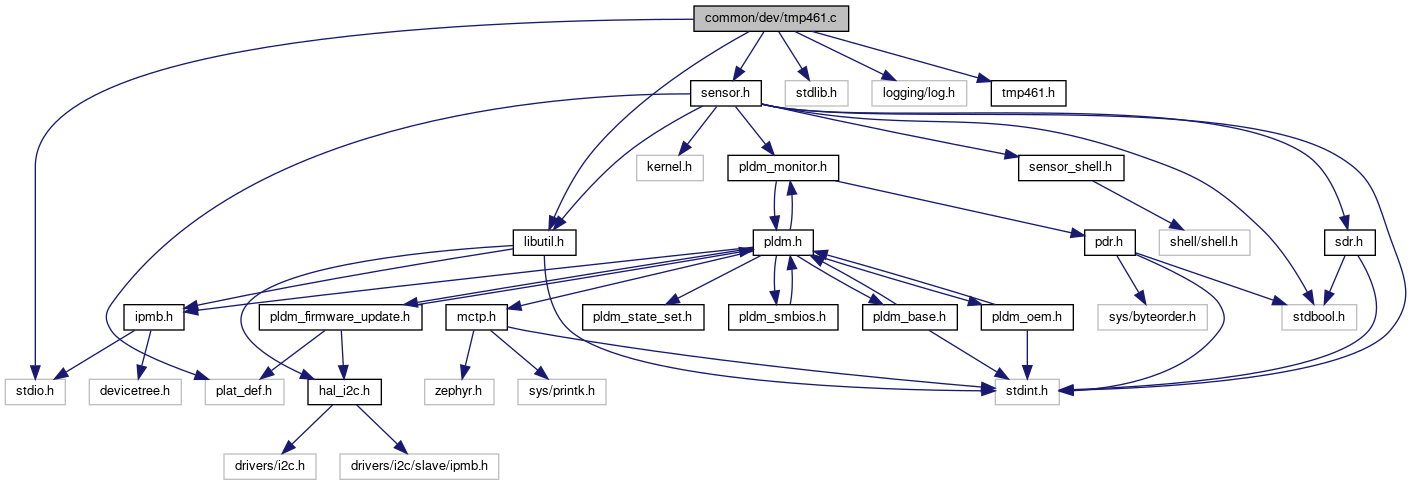 common/dev/tmp461.c
sensor.h
stdlib.h
logging/log.h
tmp461.h
kernel.h
pldm_monitor.h
sensor_shell.h
libutil.h
pldm.h
pdr.h
shell/shell.h
sdr.h
ipmb.h
pldm_firmware_update.h
mctp.h
pldm_state_set.h
pldm_smbios.h
pldm_base.h
pldm_oem.h
sys/byteorder.h
stdbool.h
stdio.h
devicetree.h
plat_def.h
hal_i2c.h
zephyr.h
sys/printk.h
stdint.h
drivers/i2c.h
drivers/i2c/slave/ipmb.h